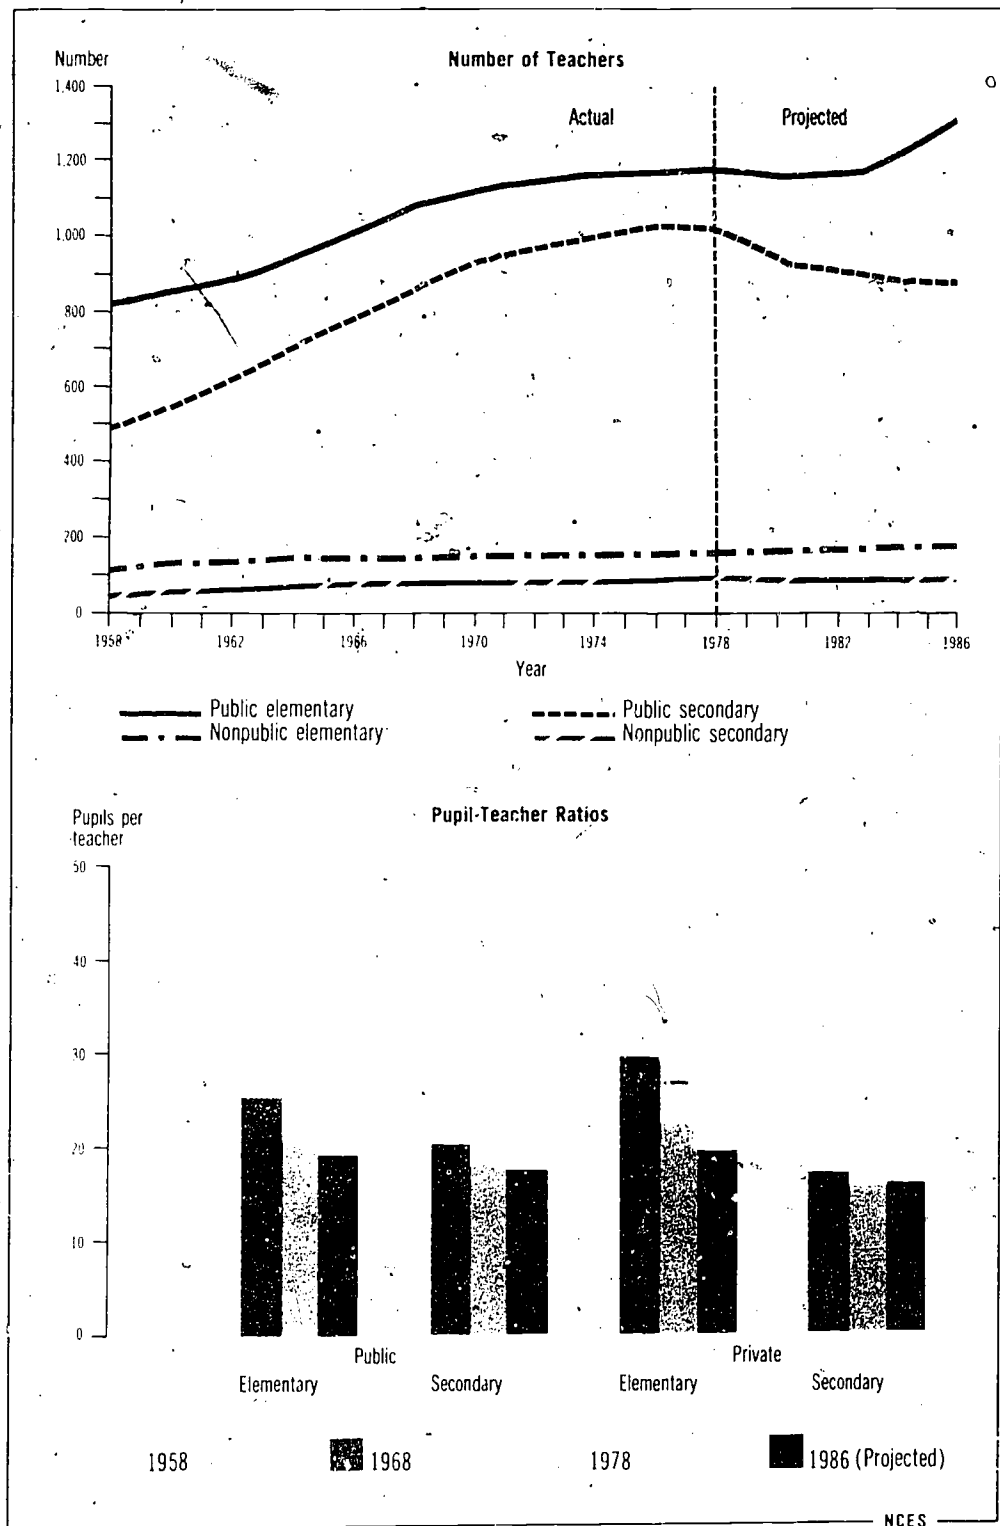 Number of Teachers
Number
1,400
1,200
1,000
800
600
400
200
0
Actual
Projected
1958 1962 1966 1970 1974 1978 1982 1986
Year
Public elementary
Public secondary
Nonpublic elementary
Nonpublic secondary
Pupil-Teacher Ratios
Pupils per
teacher
50
40
30
20
10
0
Public
Private
Elementary
Secondary
Elementary
Secondary
1958
1968
1978
1986 (Projected)
NCES